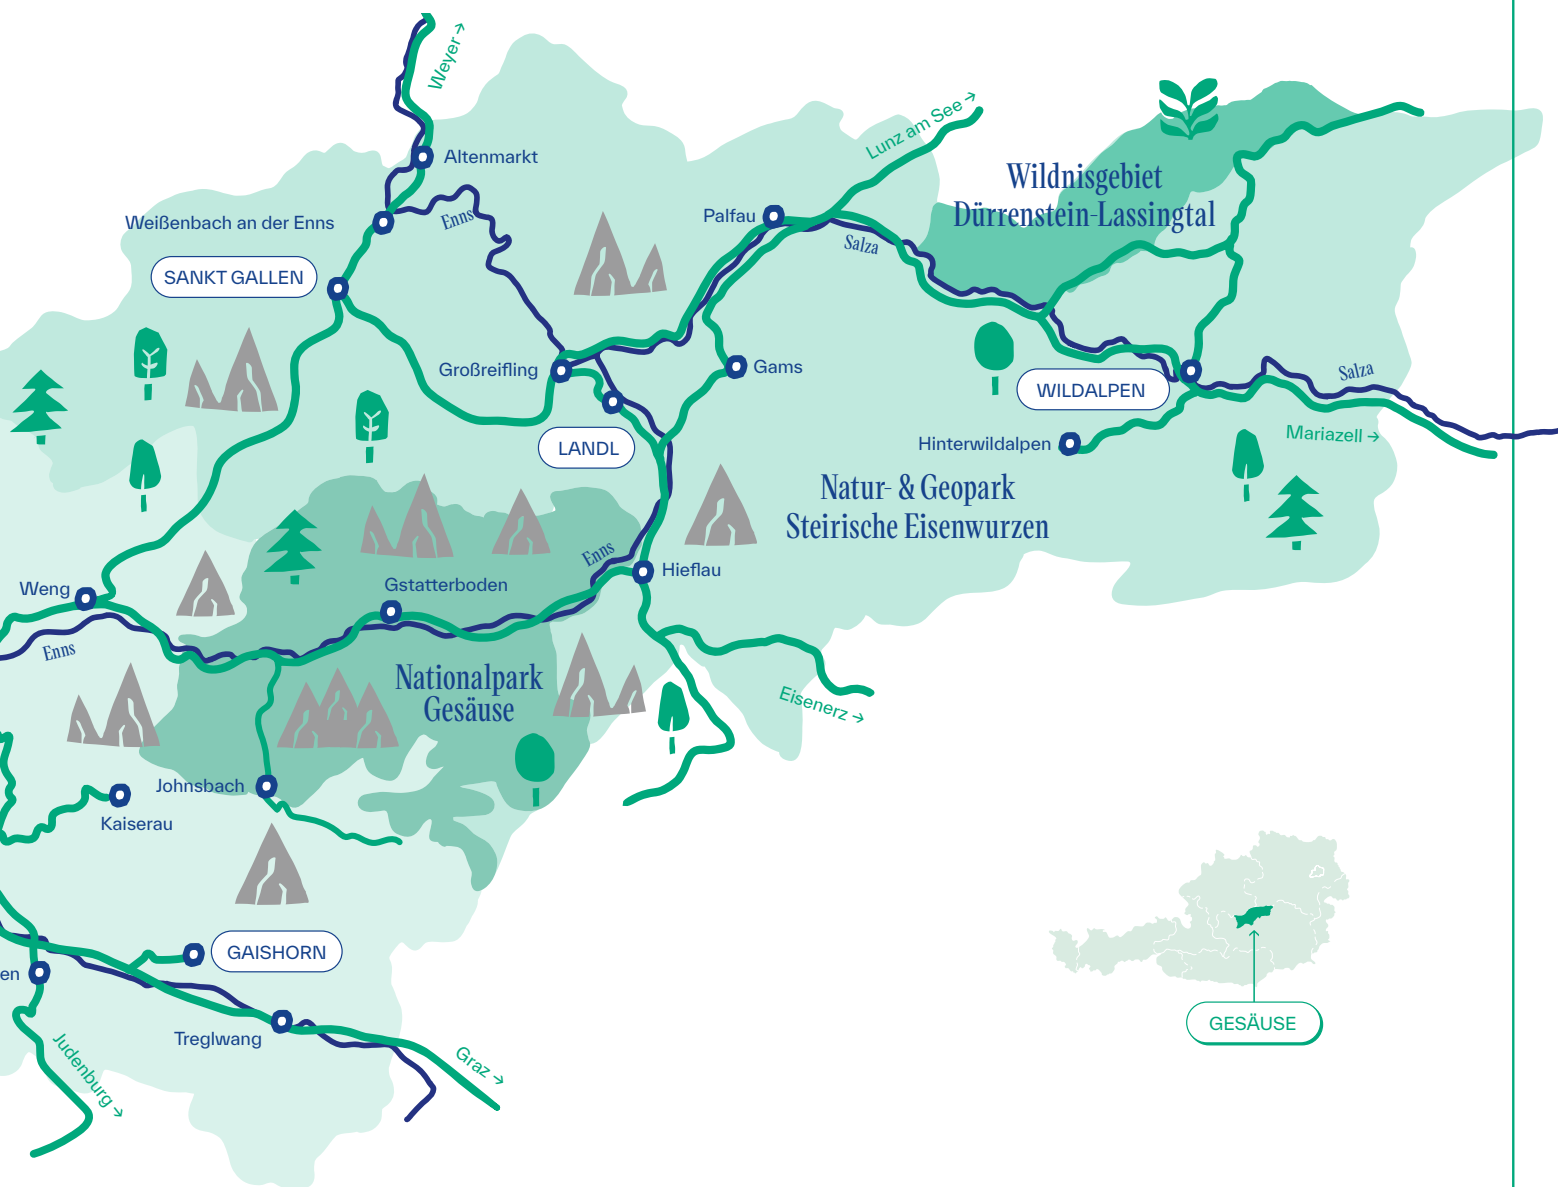 Weyer →
Altenmarkt
Weißenbach an der Enns
Enns
SANKT GALLEN
Lunz am See →
Wildnisgebiet
Dürrenstein-Lassingtal
Palfau
Salza
Großreifling
Gams
LANDL
WILDALPEN
Salza
Mariazell →
Hinterwildalpen
Natur- & Geopark
Steirische Eisenwurzen
Enns
Hieflau
Gstatterboden
Weng
Enns
Nationalpark
Gesäuse
Eisenerz →
Johnsbach
Kaiserau
GAISHORN
en
Treglwang
Judenburg →
Graz →
GESÄUSE